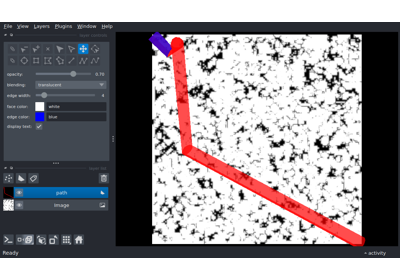 File View Layers Plugins Window Help
opacity: 0.70
blending: translucent
edge width: 4
face color: white
edge color: blue
display text:
path
image
Ready
activity